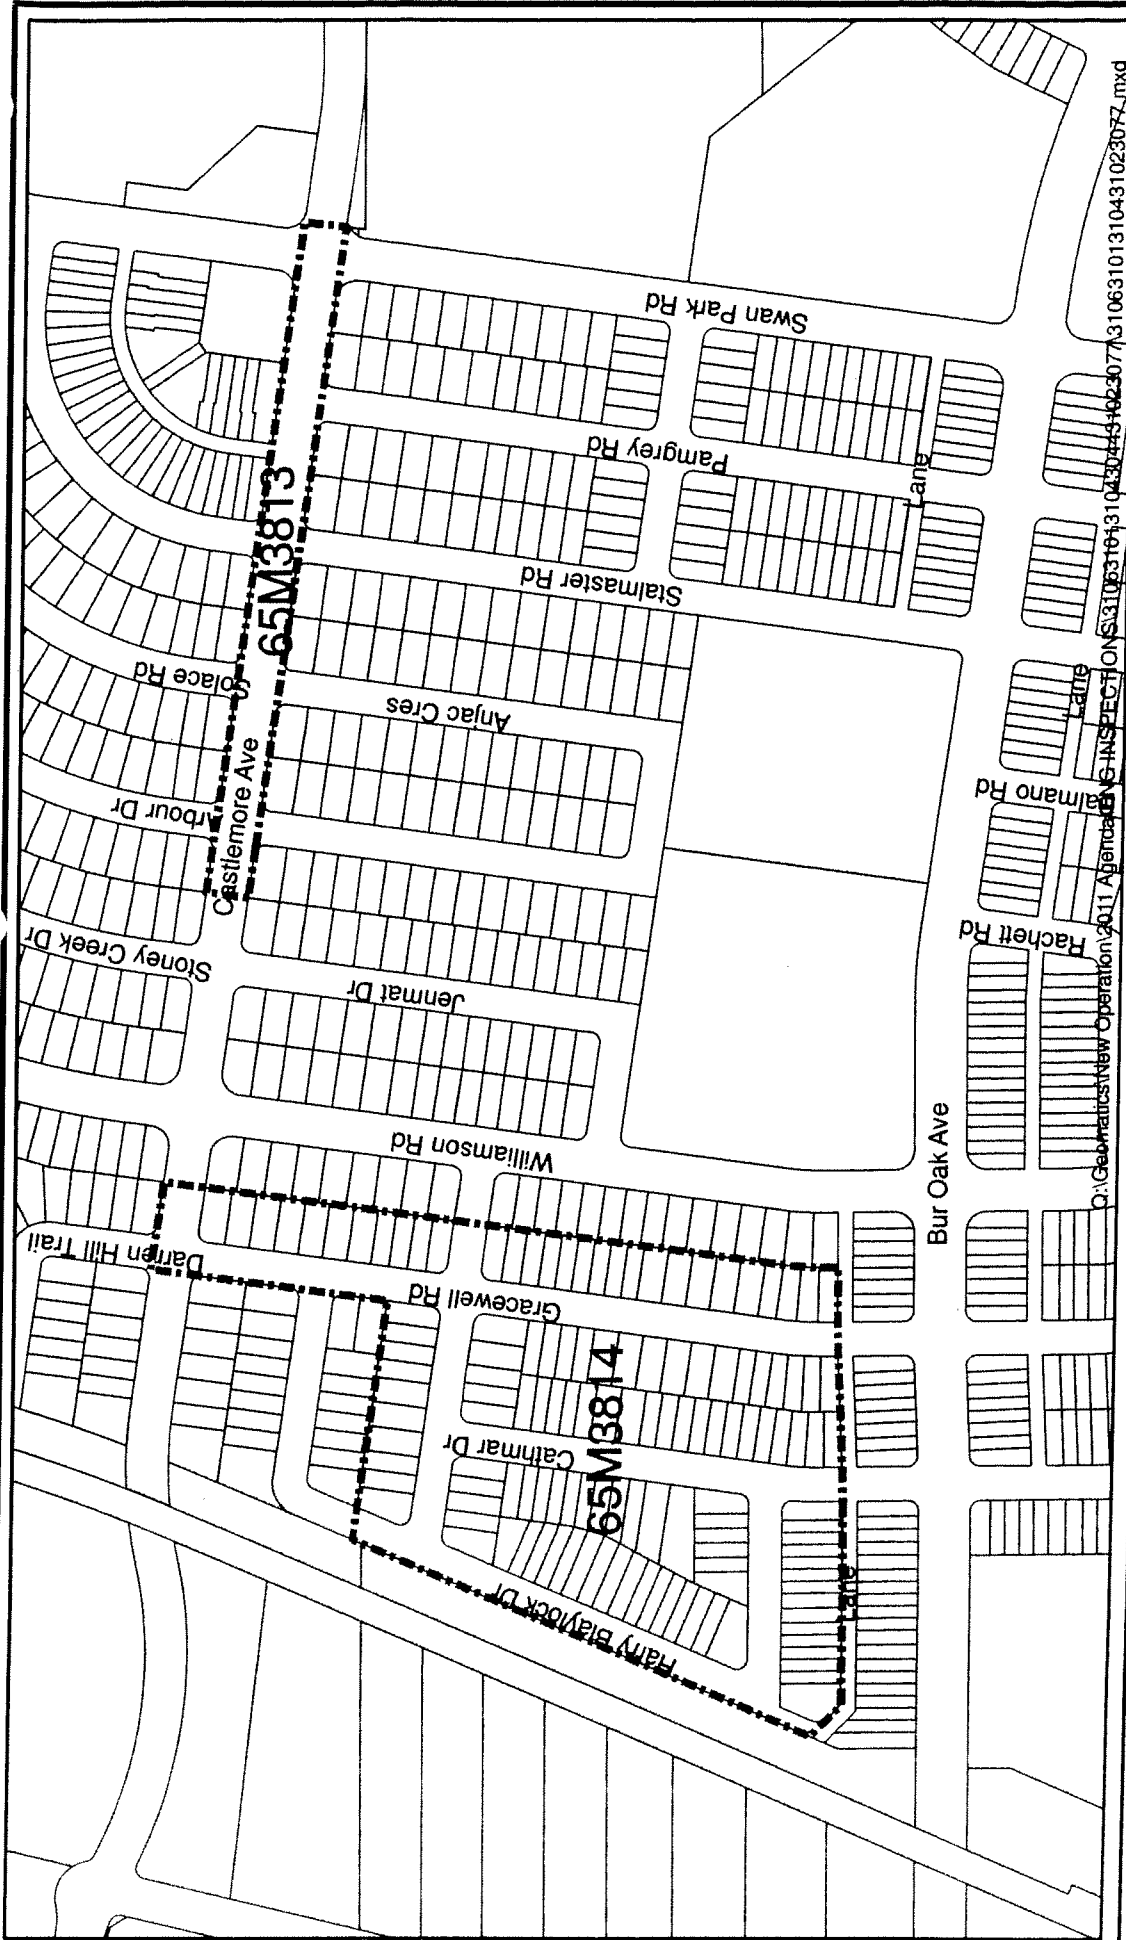 Swan Park Rd
Pamgrey Rd
Lane
Stalmaster Rd
65M3813
Solace Rd
Anjac Cres
Castlemore Ave
Arbour Dr
Lane
Rachett Rd
Stoney Creek Dr
Jenmat Dr
Williamson Rd
Bur Oak Ave
Darren Hill Trail
Gracewell Rd
65M3814
Cathmar Dr
Harry Blaylock Dr
Lane